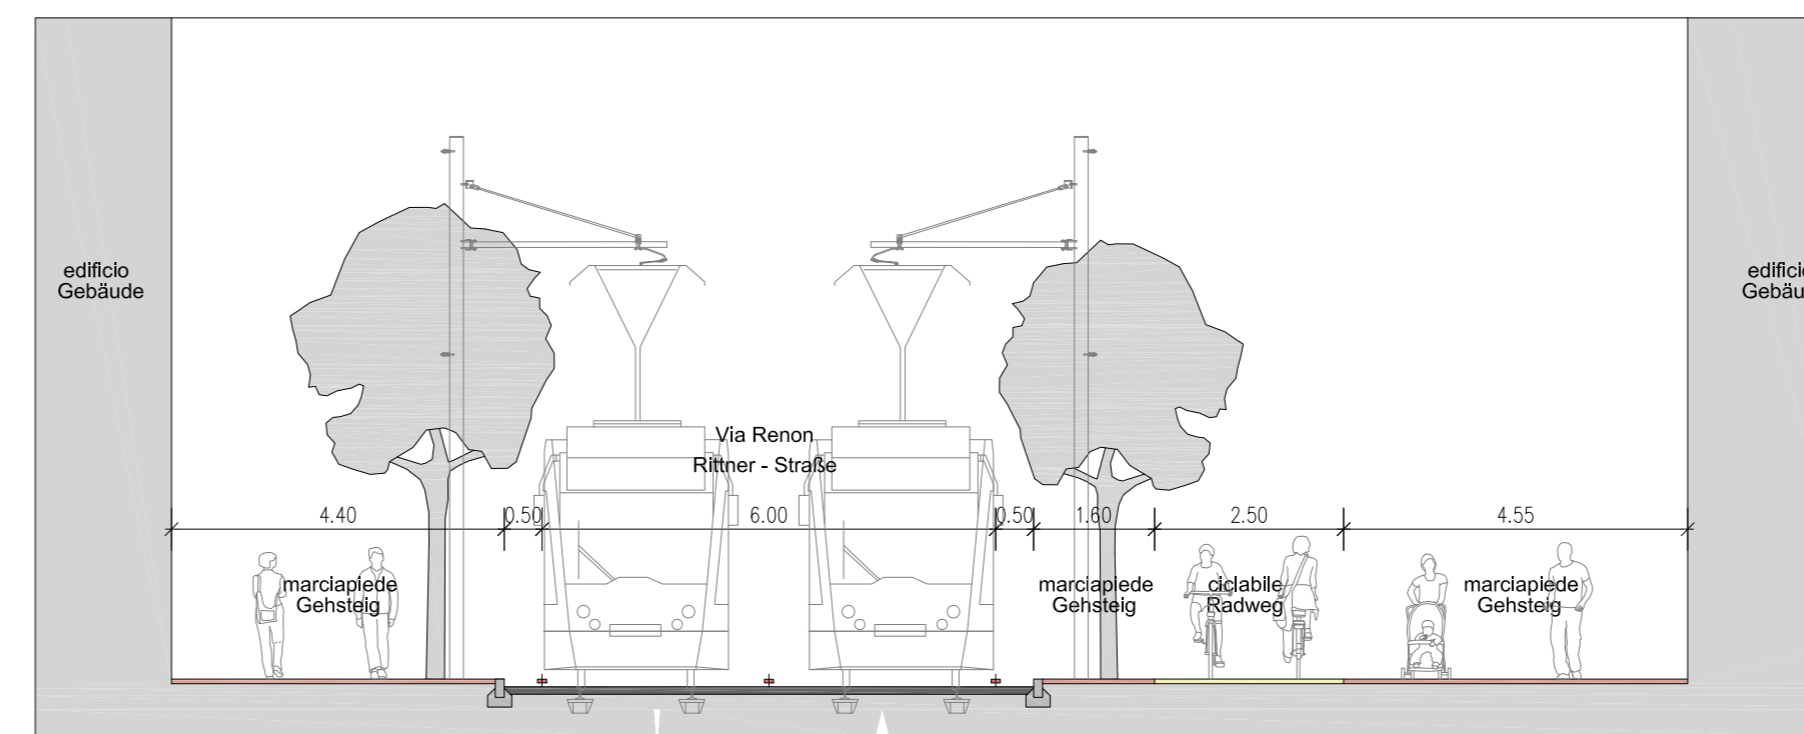 edificio
Gebäude
edificio
Gebäu
Via Renon
Rittner - Straße
4.40
0.50
6.00
0.50
1.60
2.50
4.55
marciapiede
Gehsteig
marciapiede
Gehsteig
ciclabile
Radweg
marciapiede
Gehsteig